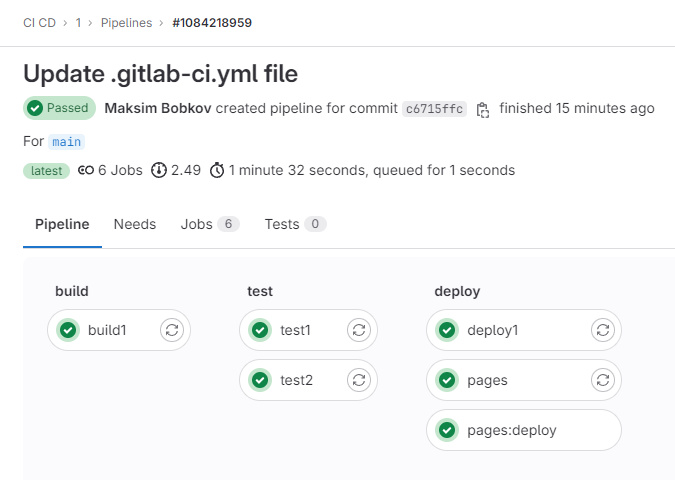 CI CD › 1 › Pipelines › #1084218959
Update .gitlab-ci.yml file
Passed Maksim Bobkov created pipeline for commit c6715ffc finished 15 minutes ago
For main
latest 6 Jobs 2.49 1 minute 32 seconds, queued for 1 seconds
Pipeline Needs Jobs 6 Tests 0
build test deploy
build1 test1 deploy1
test2 pages
pages:deploy